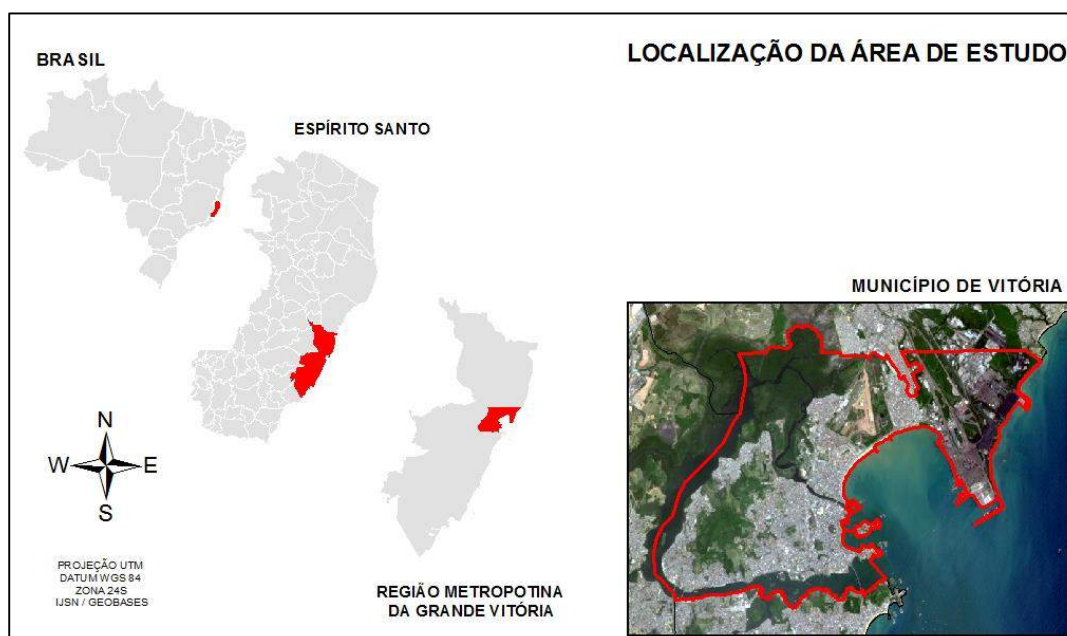 LOCALIZAÇÃO DA ÁREA DE ESTUDO
BRASIL
ESPÍRITO SANTO
MUNICÍPIO DE VITÓRIA
N
W E
S
PROJEÇÃO UTM
DATUM WGS 84
ZONA 24S
IJSN / GEOBASES
REGIÃO METROPOTINA
DA GRANDE VITÓRIA